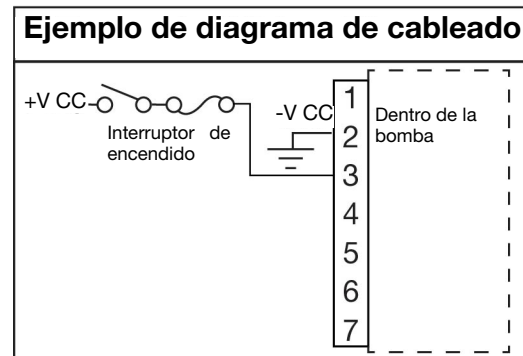 Ejemplo de diagrama de cableado
+V CC
Interruptor de
encendido
-V CC
1
2
3
4
5
6
7
Dentro de la
bomba